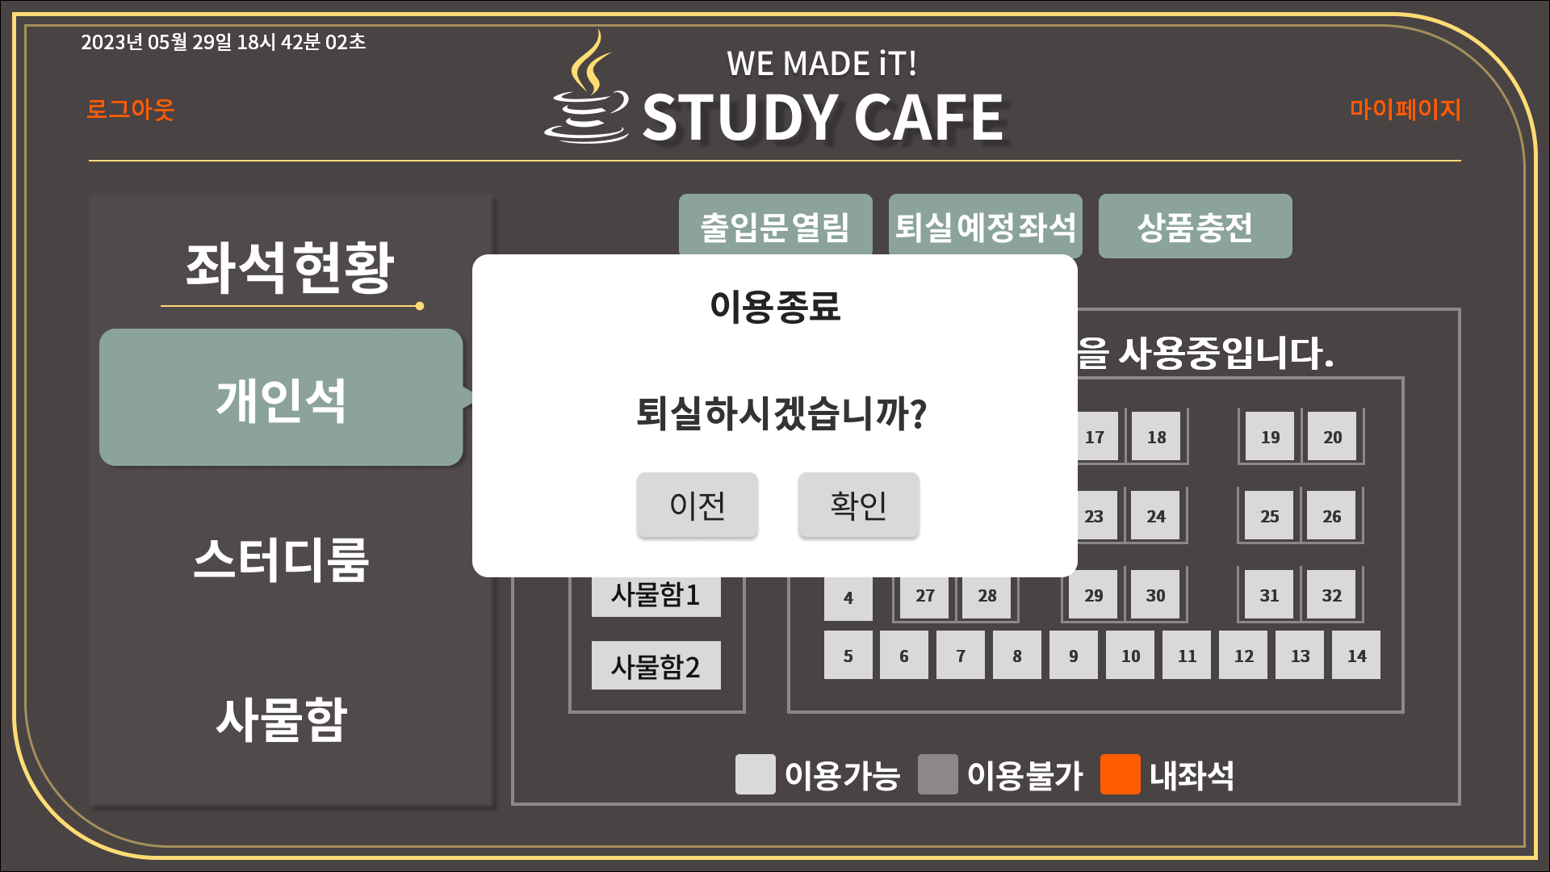 2023년 05월 29일 18시 42분 02초
WE MADE iT!
로그아웃
STUDY CAFE
마이페이지
좌석현황
출입문열림
퇴실예정좌석
상품충전
개인석
스터디룸
사물함
이용종료
퇴실하시겠습니까?
이전
확인
을 사용중입니다.
17 18 19 20
23 24 25 26
사물함1
4 27 28 29 30 31 32
사물함2
5 6 7 8 9 10 11 12 13 14
이용가능
이용불가
내좌석